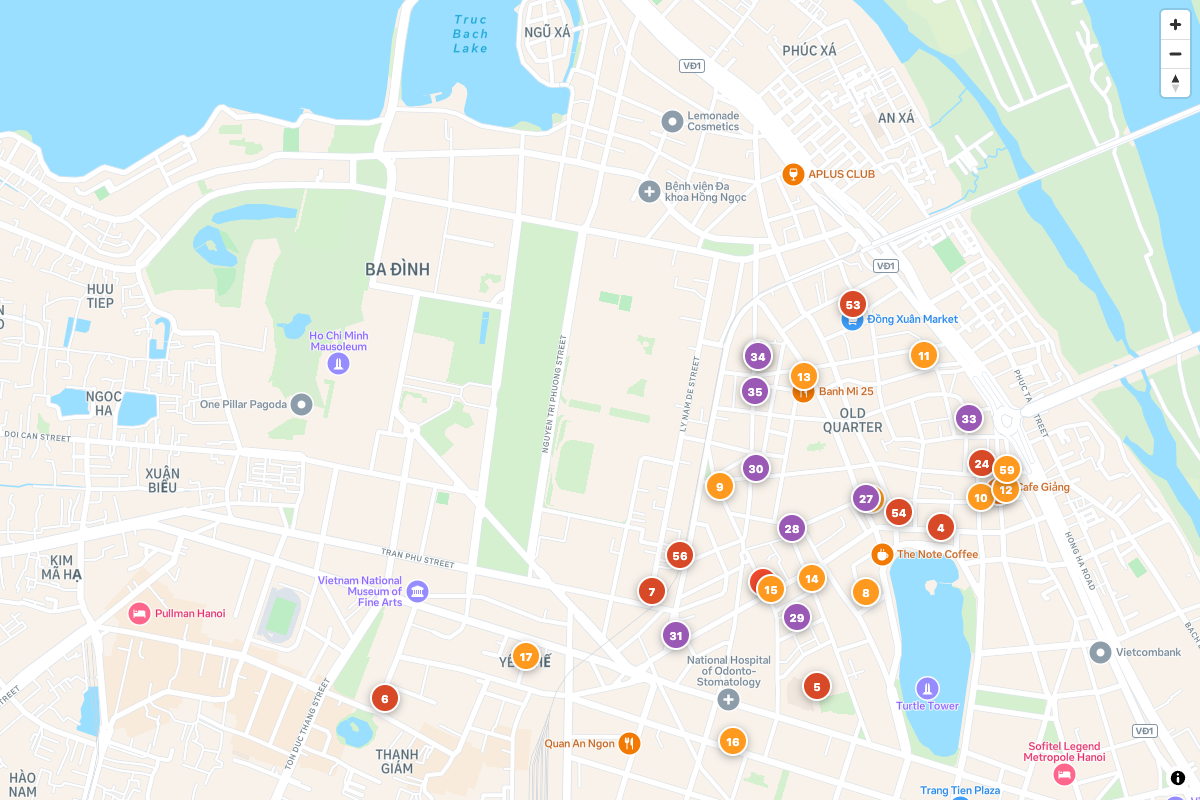 Truc
Bach
Lake
NGŨ XÁ
VĐ1
PHÚC XÁ
Lemonade
Cosmetics
AN XÁ
APLUS CLUB
Bệnh viện Đa
khoa Hồng Ngọc
BA ĐÌNH
VĐ1
HUU
TIEP
53
Đồng Xuân Market
Ho Chi Minh
Mausoleum
34
11
13
35
Banh Mi 25
NGOC
HA
One Pillar Pagoda
LY NAM DE STREET
NGUYEN TRI PHUONG STREET
PHUC TA
STREET
OLD
QUARTER
33
DOI CAN STREET
24
59
30
XUÂN
BIỂU
9
10
12
Cafe Giảng
27
54
4
28
56
The Note Coffee
TRAN PHU STREET
HONG HA ROAD
KIM
MÃ HẠ
Vietnam National
Museum of
Fine Arts
7
15
14
8
Pullman Hanoi
29
31
17
National Hospital
of Odonto-
Stomatology
Vietcombank
6
5
Turtle Tower
TON DUC THANG STREET
VĐ1
Quan An Ngon
16
THANH
GIÁM
Sofitel Legend
Metropole Hanoi
HÀO
NAM
Trang Tien Plaza